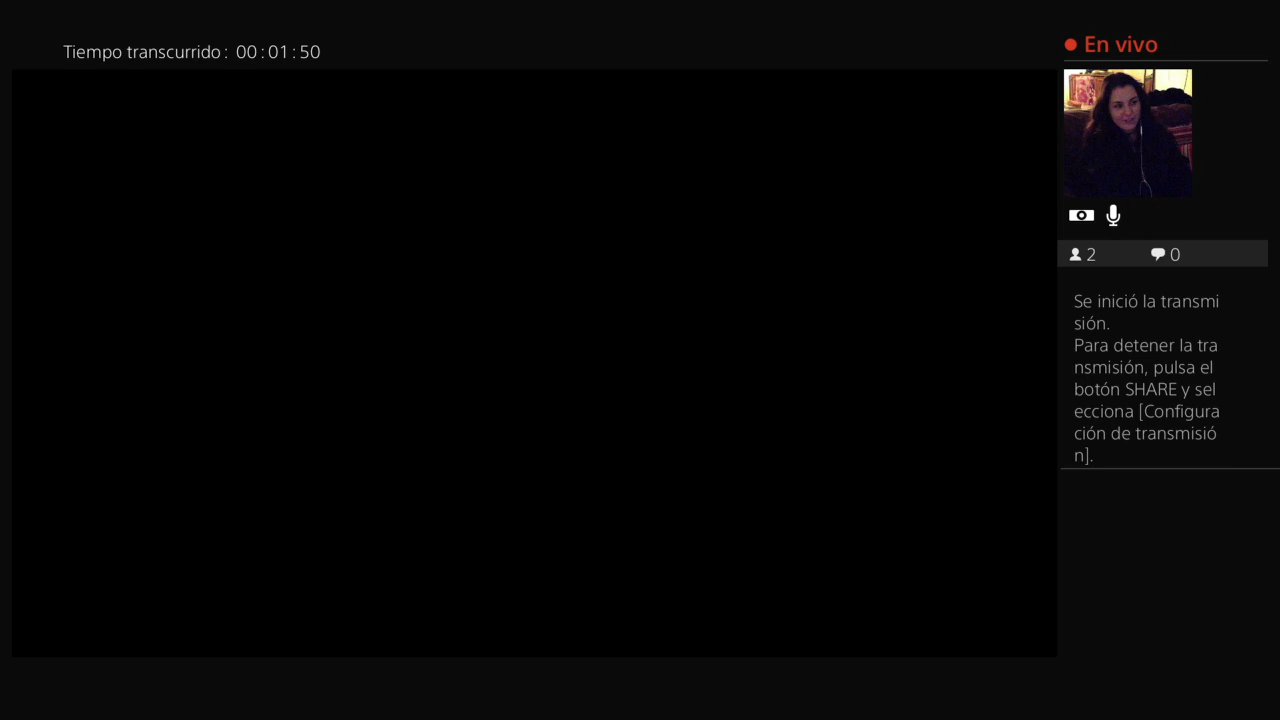 Tiempo transcurrido : 00 : 01 : 50
En vivo
2
0
Se inició la transmi
sión.
Para detener la tra
nsmisión, pulsa el
botón SHARE y sel
ecciona [Configura
ción de transmisió
n].